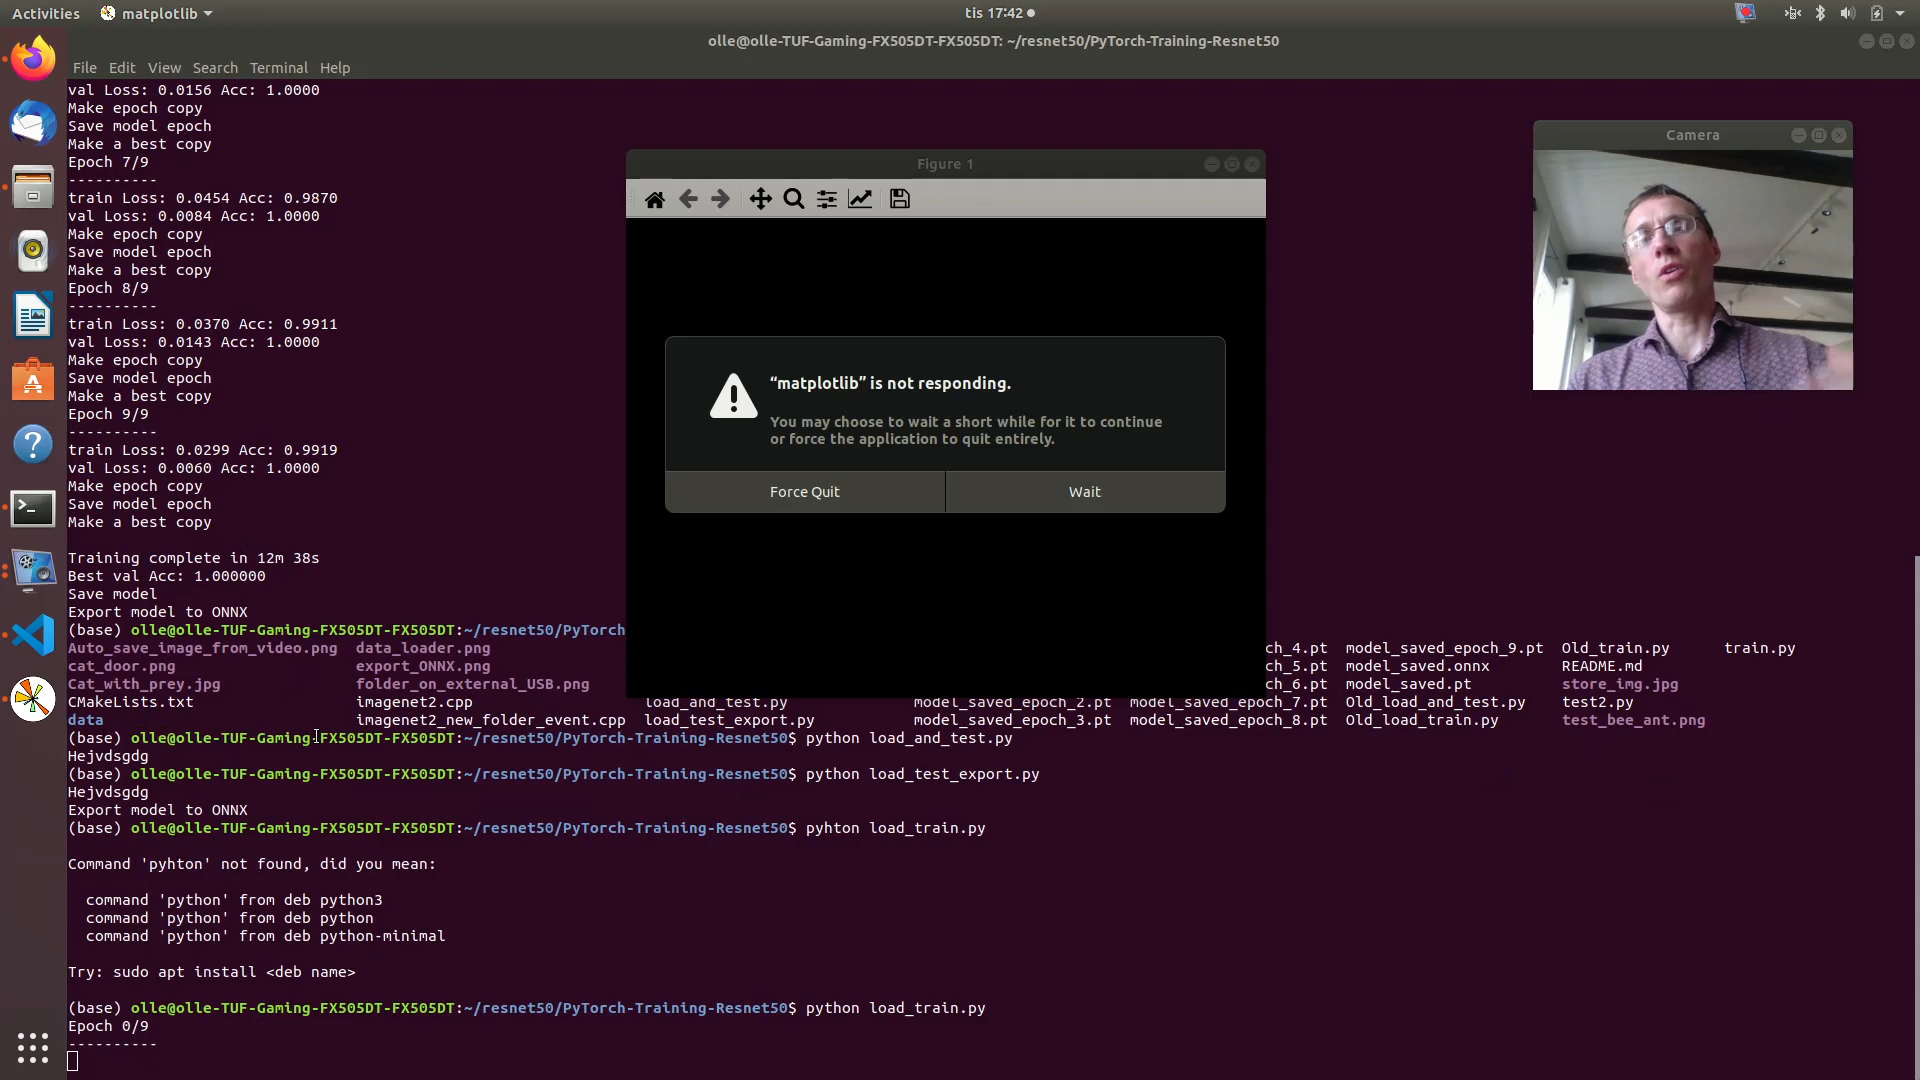 Activities matplotlib tis 17:42
olle@olle-TUF-Gaming-FX505DT-FX505DT: ~/resnet50/PyTorch-Training-Resnet50
File Edit View Search Terminal Help
val Loss: 0.0156 Acc: 1.0000
Make epoch copy
Save model epoch
Make a best copy
Epoch 7/9
----------
train Loss: 0.0454 Acc: 0.9870
val Loss: 0.0084 Acc: 1.0000
Make epoch copy
Save model epoch
Make a best copy
Epoch 8/9
----------
train Loss: 0.0370 Acc: 0.9911
val Loss: 0.0143 Acc: 1.0000
Make epoch copy
Save model epoch
Make a best copy
Epoch 9/9
----------
train Loss: 0.0299 Acc: 0.9919
val Loss: 0.0060 Acc: 1.0000
Make epoch copy
Save model epoch
Make a best copy
Training complete in 12m 38s
Best val Acc: 1.000000
Save model
Export model to ONNX
(base) olle@olle-TUF-Gaming-FX505DT-FX505DT:~/resnet50/PyTorch
Auto_save_image_from_video.png data_loader.png ch_4.pt model_saved_epoch_9.pt Old_train.py train.py
cat_door.png export_ONNX.png ch_5.pt model_saved.onnx README.md
Cat_with_prey.jpg folder_on_external_USB.png ch_6.pt model_saved.pt store_img.jpg
CMakeLists.txt imagenet2.cpp load_and_test.py model_saved_epoch_2.pt model_saved_epoch_7.pt Old_load_and_test.py test2.py
data imagenet2_new_folder_event.cpp load_test_export.py model_saved_epoch_3.pt model_saved_epoch_8.pt Old_load_train.py test_bee_ant.png
(base) olle@olle-TUF-Gaming-FX505DT-FX505DT:~/resnet50/PyTorch-Training-Resnet50$ python load_and_test.py
Hejvdsgdg
(base) olle@olle-TUF-Gaming-FX505DT-FX505DT:~/resnet50/PyTorch-Training-Resnet50$ python load_test_export.py
Hejvdsgdg
Export model to ONNX
(base) olle@olle-TUF-Gaming-FX505DT-FX505DT:~/resnet50/PyTorch-Training-Resnet50$ pyhton load_train.py
Command 'pyhton' not found, did you mean:
command 'python' from deb python3
command 'python' from deb python
command 'python' from deb python-minimal
Try: sudo apt install <deb name>
(base) olle@olle-TUF-Gaming-FX505DT-FX505DT:~/resnet50/PyTorch-Training-Resnet50$ python load_train.py
Epoch 0/9
----------
Figure 1
“matplotlib” is not responding.
You may choose to wait a short while for it to continue
or force the application to quit entirely.
Force Quit Wait
Camera